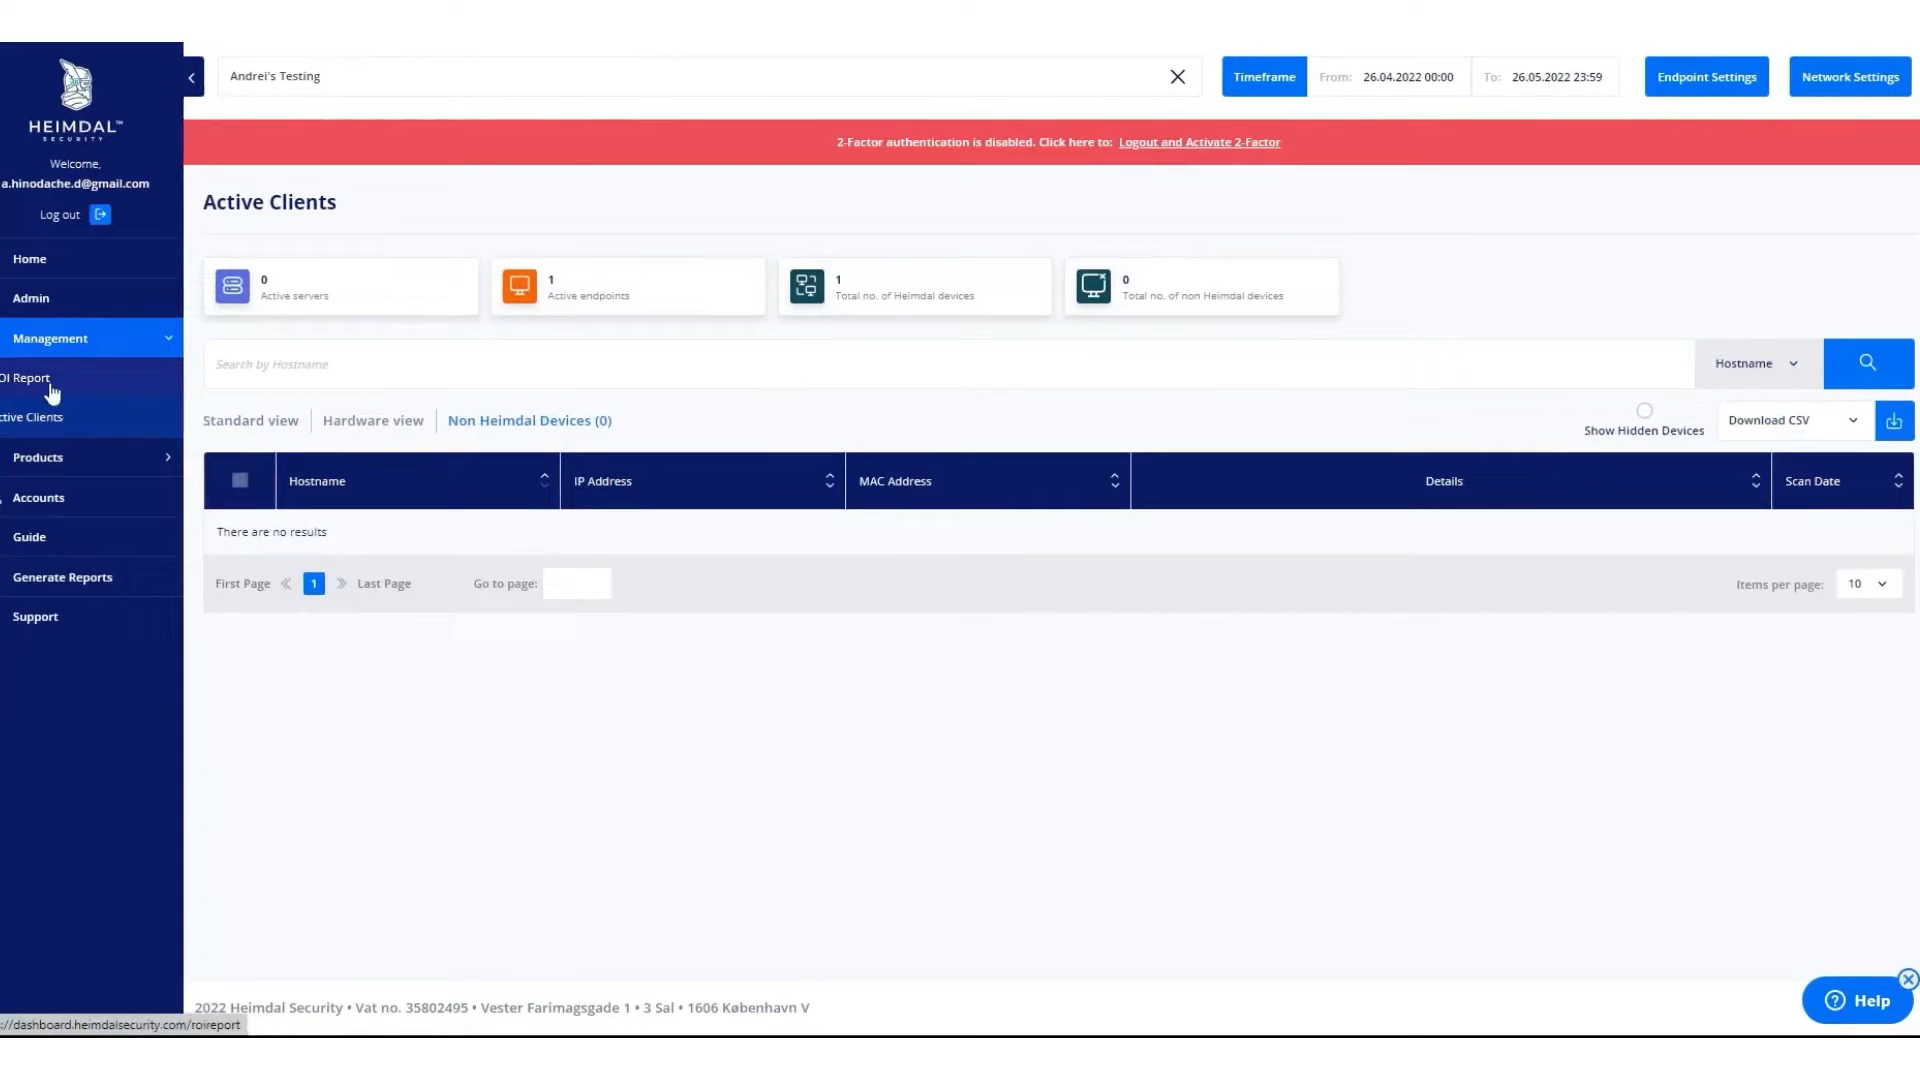 HEIMDAL™
SECURITY
Welcome,
a.hinodache.d@gmail.com
Log out
Home
Admin
Management
OI Report
ctive Clients
Products
Accounts
Guide
Generate Reports
Support
Andrei's Testing
Timeframe From: 26.04.2022 00:00 To: 26.05.2022 23:59
Endpoint Settings
Network Settings
2-Factor authentication is disabled. Click here to: Logout and Activate 2-Factor
Active Clients
0
Active servers
1
Active endpoints
1
Total no. of Heimdal devices
0
Total no. of non Heimdal devices
Search by Hostname
Hostname
Standard view Hardware view Non Heimdal Devices (0)
Show Hidden Devices
Download CSV
Hostname IP Address MAC Address Details Scan Date
There are no results
First Page 1 Last Page Go to page:
Items per page: 10
2022 Heimdal Security • Vat no. 35802495 • Vester Farimagsgade 1 • 3 Sal • 1606 København V
Help
://dashboard.heimdalsecurity.com/roireport